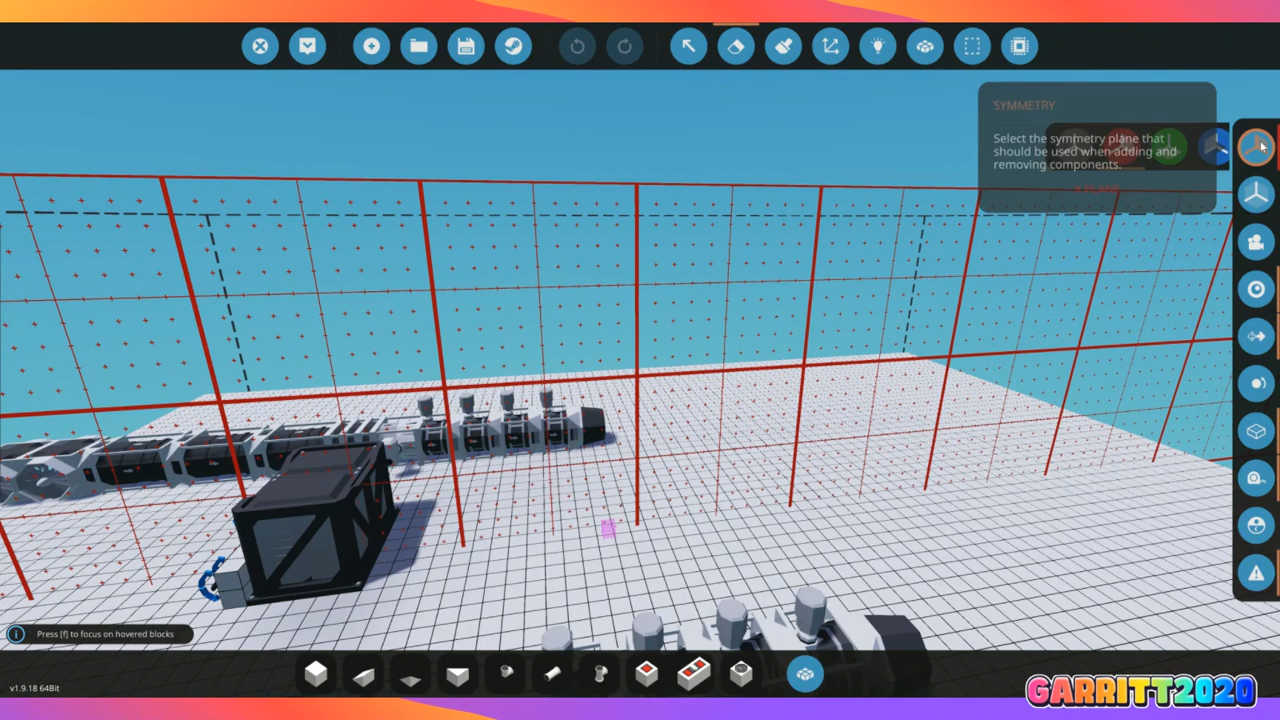 SYMMETRY
Select the symmetry plane that
should be used when adding and
removing components.
Press [f] to focus on hovered blocks
v1.9.18 64Bit
GARRITT2020